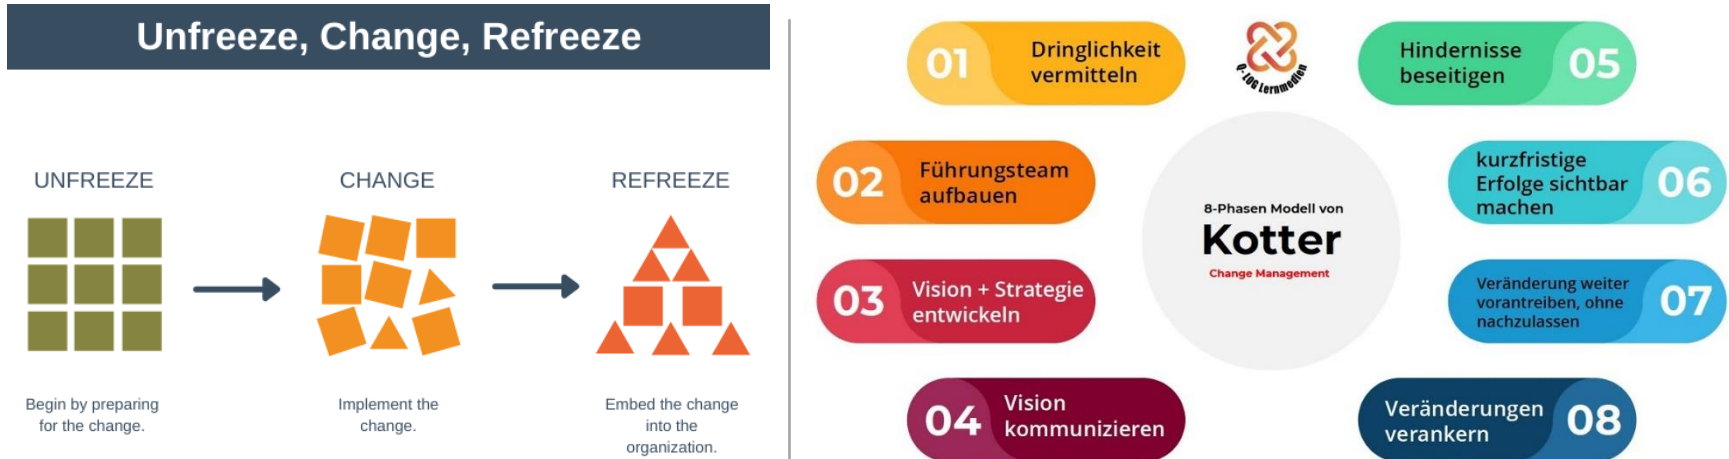 Unfreeze, Change, Refreeze
UNFREEZE
CHANGE
REFREEZE
Begin by preparing
for the change.
Implement the
change.
Embed the change
into the
organization.
01
Dringlichkeit
vermitteln
02
Führungsteam
aufbauen
03
Vision + Strategie
entwickeln
04
Vision
kommunizieren
Q-LOG Lernmedien
8-Phasen Modell von
Kotter
Change Management
Hindernisse
beseitigen
05
kurzfristige
Erfolge sichtbar
machen
06
Veränderung weiter
vorantreiben, ohne
nachzulassen
07
Veränderungen
verankern
08